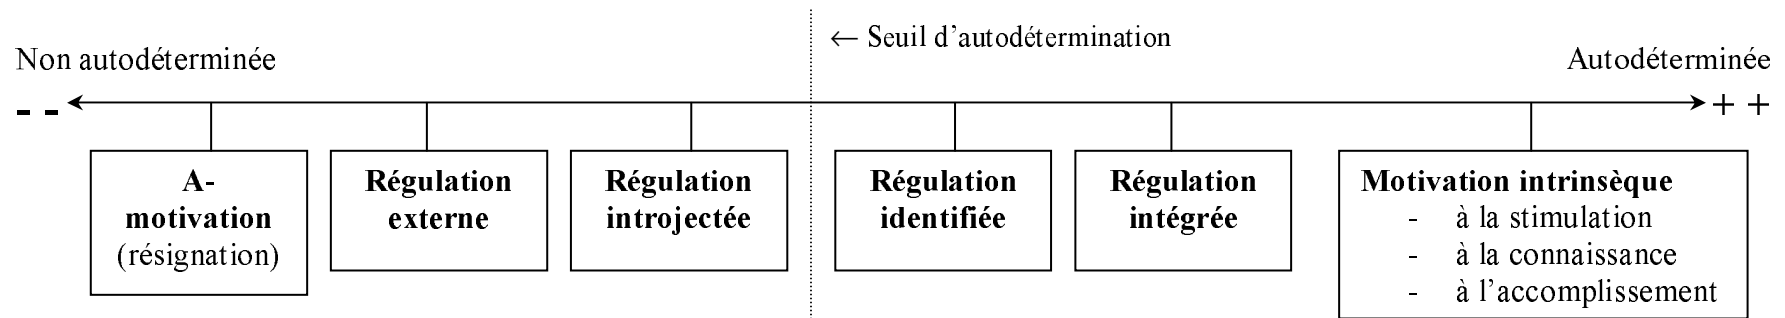 ← Seuil d'autodétermination
Non autodéterminée
Autodéterminée
- -
+ +
A-
motivation
(résignation)
Régulation
externe
Régulation
introjectée
Régulation
identifiée
Régulation
intégrée
Motivation intrinsèque
- à la stimulation
- à la connaissance
- à l'accomplissement